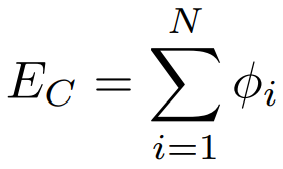 E_C = \sum_{i=1}^{N} \phi_i